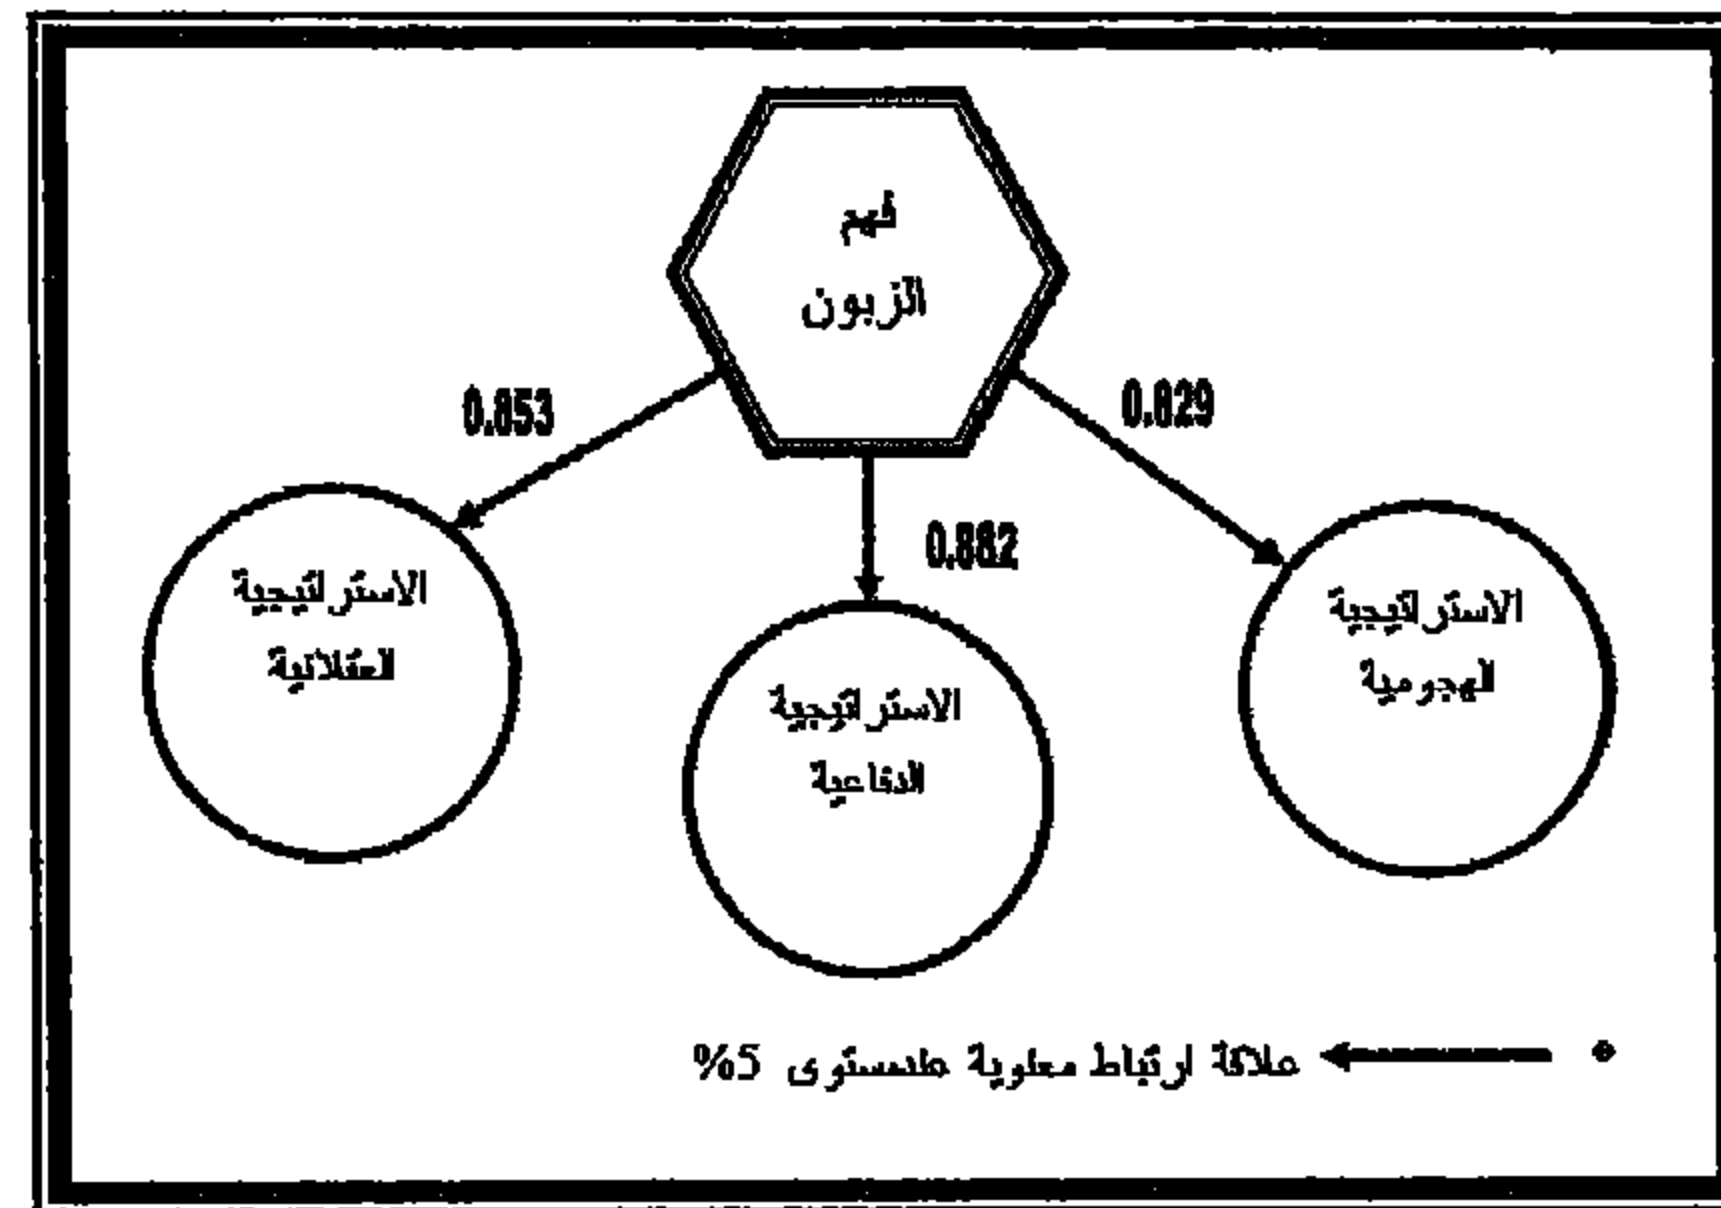 فهم
الزبون
0.853
0.829
0.882
الاستراتيجية
العقلانية
الاستراتيجية
الدفاعية
الاستراتيجية
الهجومية
علاقة ارتباط معنوية عند مستوى 5%